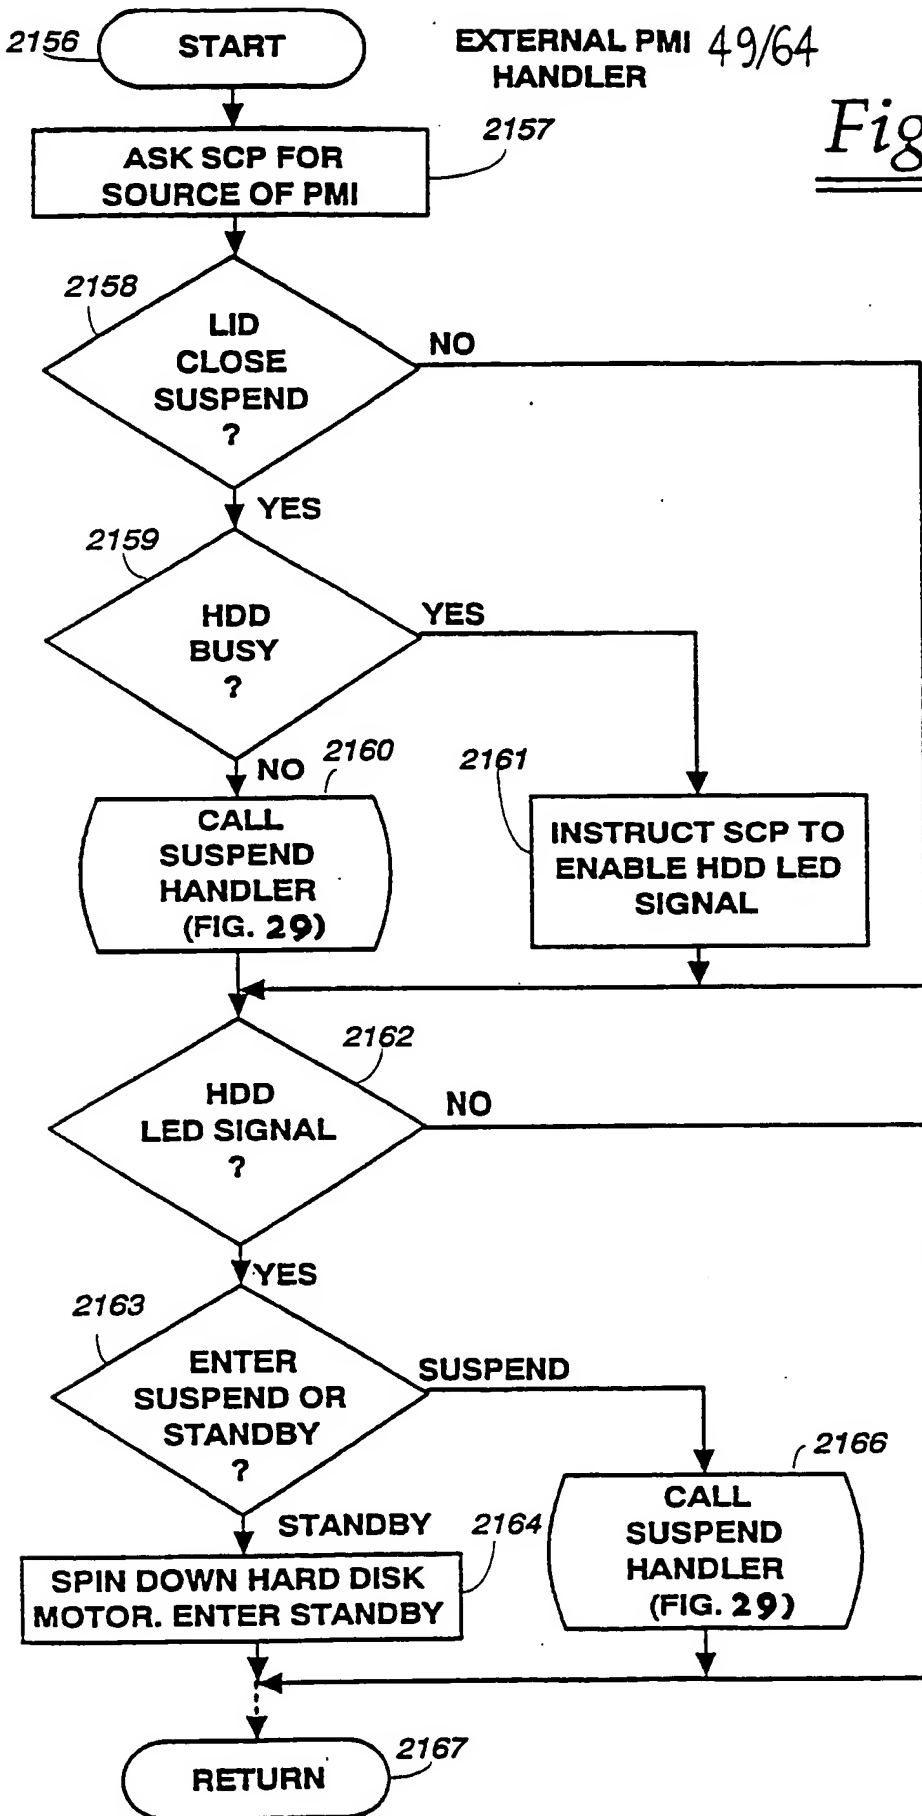 2156
START
EXTERNAL PMI 49/64
HANDLER
Fig
2157
ASK SCP FOR
SOURCE OF PMI
2158
LID
CLOSE
SUSPEND
?
NO
YES
2159
HDD
BUSY
?
YES
NO
2160
CALL
SUSPEND
HANDLER
(FIG. 29)
2161
INSTRUCT SCP TO
ENABLE HDD LED
SIGNAL
2162
HDD
LED SIGNAL
?
NO
YES
2163
ENTER
SUSPEND OR
STANDBY
?
SUSPEND
STANDBY
2164
SPIN DOWN HARD DISK
MOTOR. ENTER STANDBY
2166
CALL
SUSPEND
HANDLER
(FIG. 29)
2167
RETURN